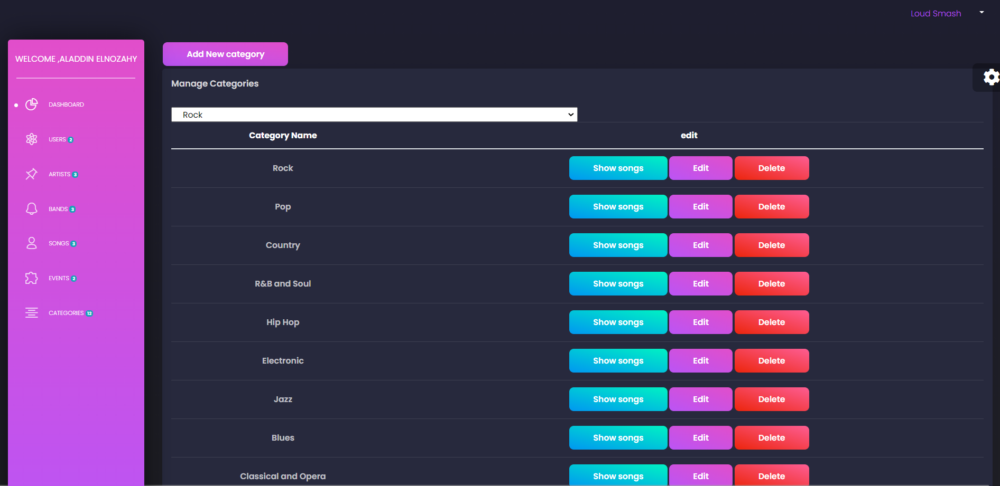 Loud Smash
WELCOME ,ALADDIN ELNOZAHY
DASHBOARD
USERS 2
ARTISTS 3
BANDS 3
SONGS 3
EVENTS 2
CATEGORIES 12
Add New category
Manage Categories
Rock
Category Name edit
Rock Show songs Edit Delete
Pop Show songs Edit Delete
Country Show songs Edit Delete
R&B and Soul Show songs Edit Delete
Hip Hop Show songs Edit Delete
Electronic Show songs Edit Delete
Jazz Show songs Edit Delete
Blues Show songs Edit Delete
Classical and Opera Show songs Edit Delete